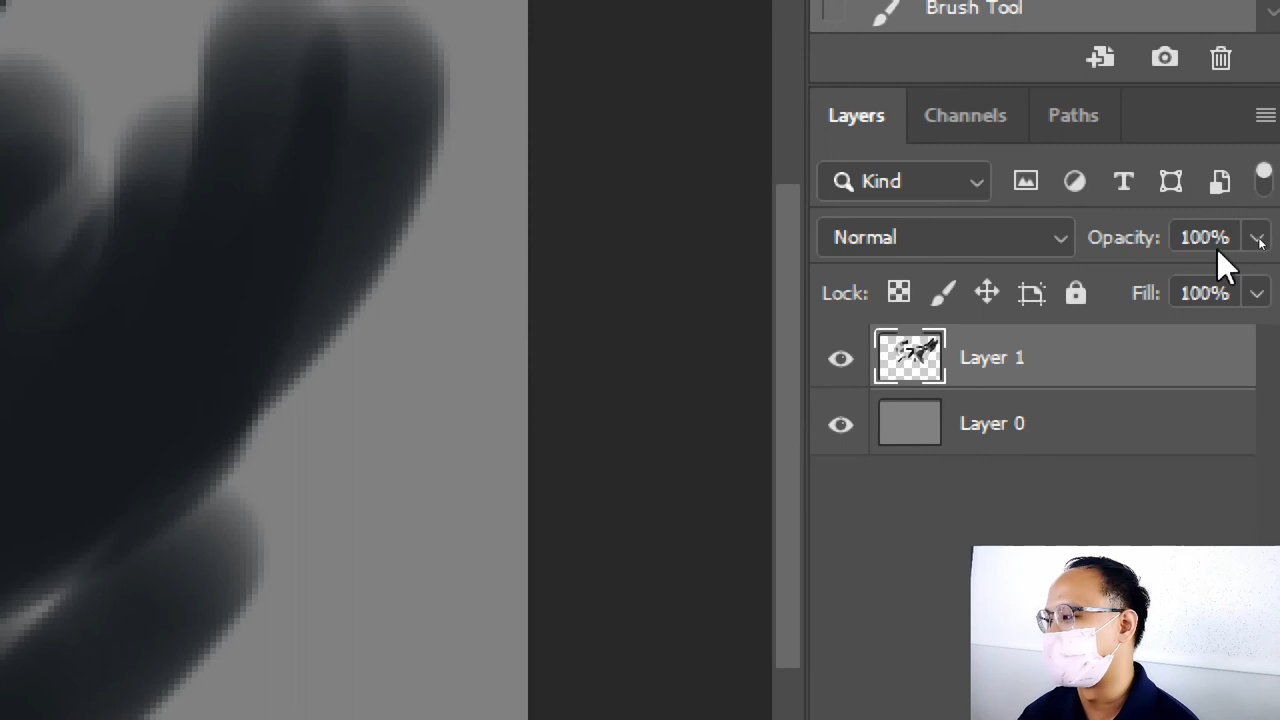 Brush Tool
Layers Channels Paths
Kind
Normal Opacity: 100%
Lock: Fill: 100%
Layer 1
Layer 0